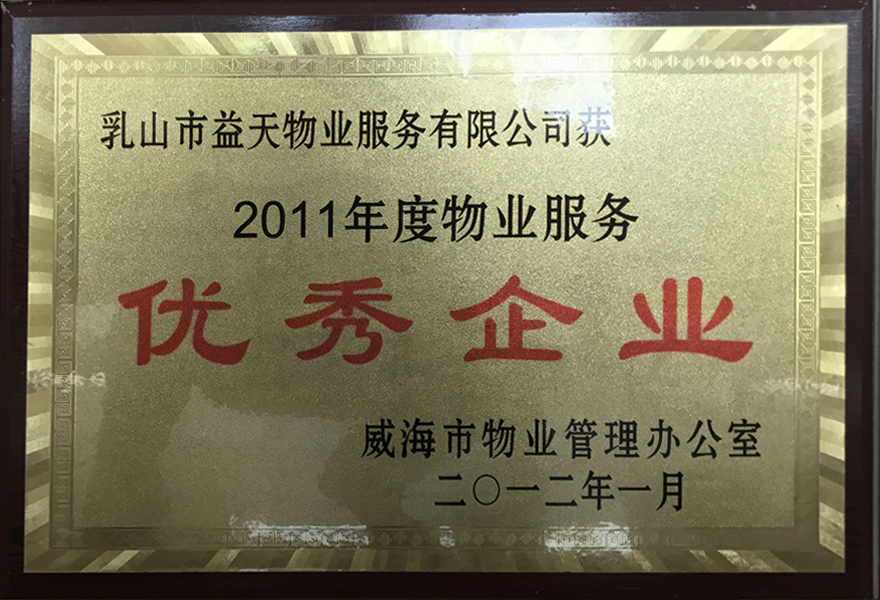 乳山市益天物业服务有限公司获
2011年度物业服务
优秀企业
威海市物业管理办公室
二〇一二年一月